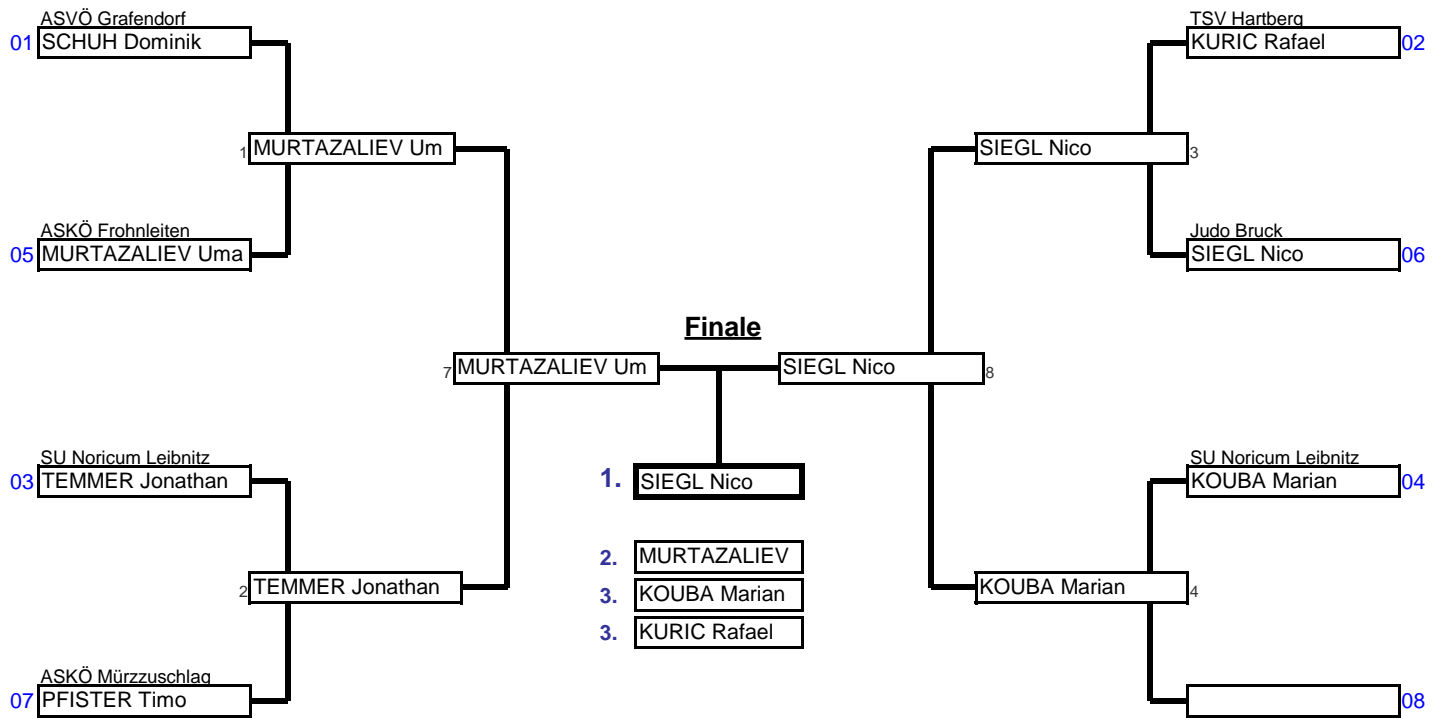 ASVÖ Grafendorf
01 SCHUH Dominik
TSV Hartberg
KURIC Rafael 02
1 MURTAZALIEV Um
SIEGL Nico 3
ASKÖ Frohnleiten
05 MURTAZALIEV Uma
Judo Bruck
SIEGL Nico 06
Finale
7 MURTAZALIEV Um
SIEGL Nico 8
SU Noricum Leibnitz
03 TEMMER Jonathan
1. SIEGL Nico
SU Noricum Leibnitz
KOUBA Marian 04
2. MURTAZALIEV
2 TEMMER Jonathan
3. KOUBA Marian
KOUBA Marian 4
3. KURIC Rafael
ASKÖ Mürzzuschlag
07 PFISTER Timo
08